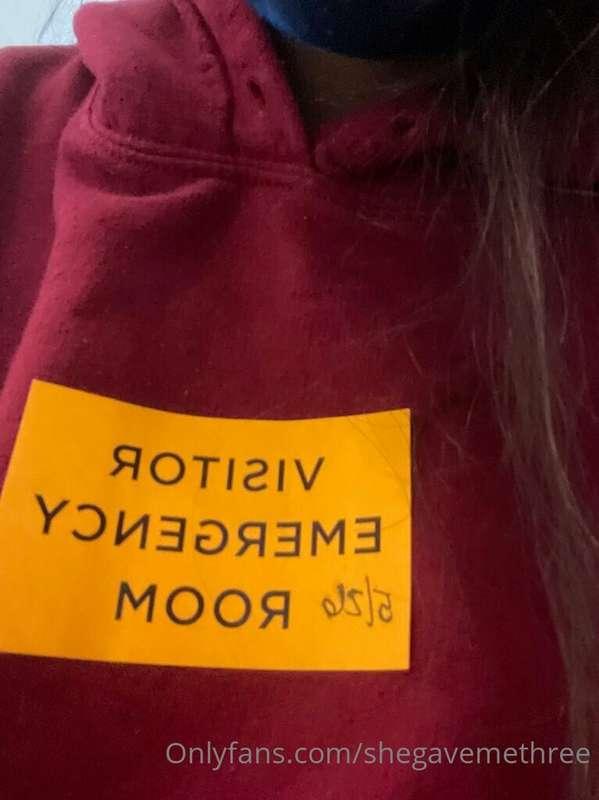 VISITOR
EMERGENCY
ROOM 5/26
Onlyfans.com/shegavemethree